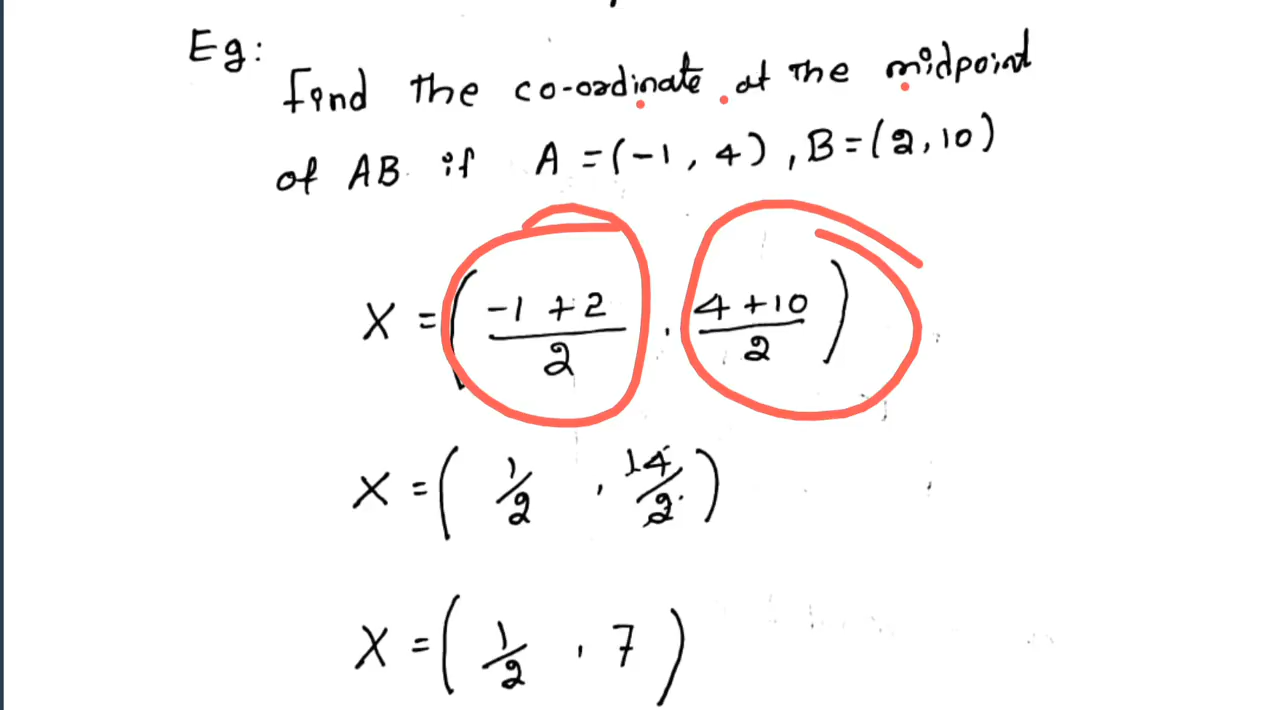 Eg:
Find the co-ordinate at the midpoint
of AB if A = (-1, 4), B = (2, 10)
X = ( -1 + 2 / 2 , 4 + 10 / 2 )
X = ( 1/2 , 14/2 )
X = ( 1/2 , 7 )